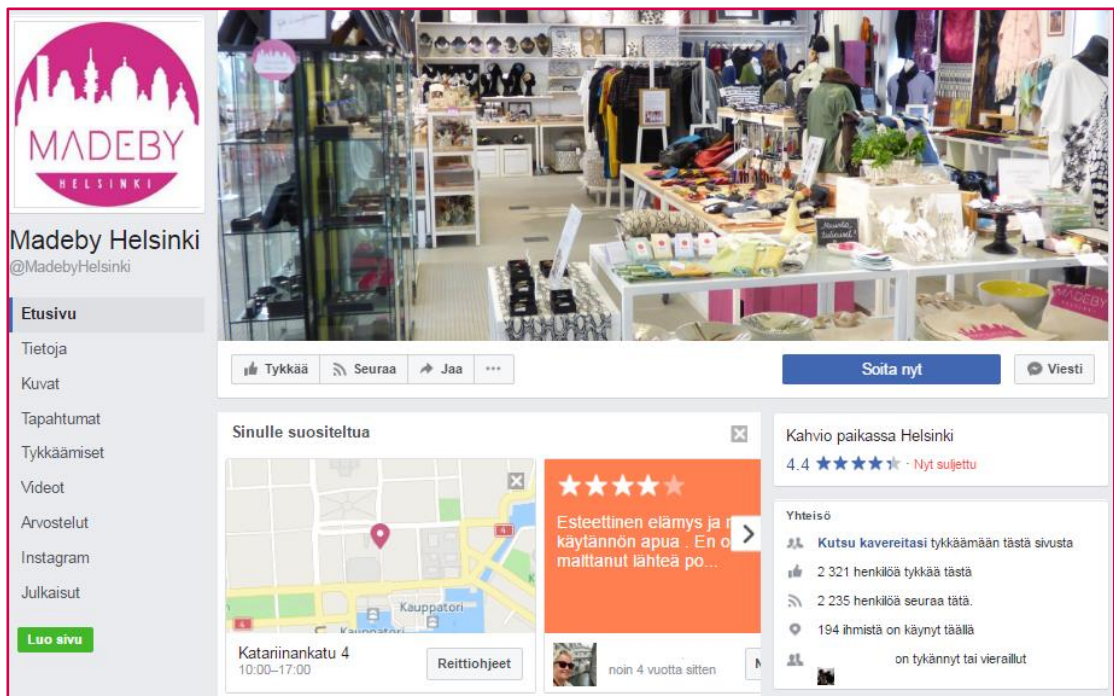 MADEBY
HELSINKI
Madeby Helsinki
@MadebyHelsinki
Etusivu
Tietoja
Kuvat
Tapahtumat
Tykkäämiset
Videot
Arvostelut
Instagram
Julkaisut
Luo sivu
MADEBY
Tykkää
Seuraa
Jaa
Soita nyt
Viesti
Sinulle suositeltua
4
4
Kauppatori
Kauppatori
Katariinankatu 4
10:00–17:00
Reittiohjeet
Esteettinen elämys ja
käytännön apua . En
malttanut lähteä po...
noin 4 vuotta sitten
Kahvio paikassa Helsinki
4.4 ★★★★ · Nyt suljettu
Yhteisö
Kutsu kavereitasi tykkäämään tästä sivusta
2 321 henkilöä tykkää tästä
2 235 henkilöä seuraa tätä.
194 ihmistä on käynyt täällä
on tykännyt tai vieraillut